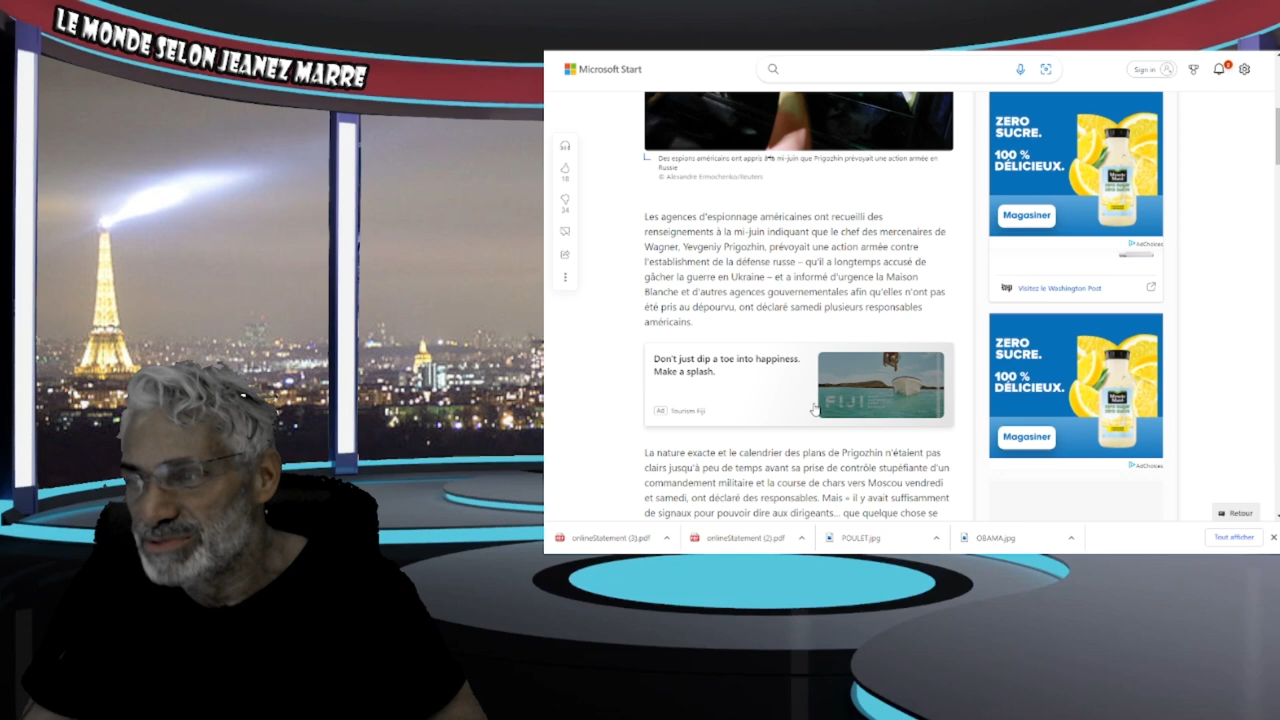 LE MONDE SELON JEANEZ MARRE
Microsoft Start
Sign in
2
Des espions américains ont appris à la mi-juin que Prigozhin prévoyait une action armée en
Russie
Alexandre Ermochenko/Reuters
18
34
Les agences d'espionnage américaines ont recueilli des
renseignements à la mi-juin indiquant que le chef des mercenaires de
Wagner, Yevgeniy Prigozhin, prévoyait une action armée contre
l'establishment de la défense russe – qu'il a longtemps accusé de
gâcher la guerre en Ukraine – et a informé d'urgence la Maison
Blanche et d'autres agences gouvernementales afin qu'elles n'ont pas
été pris au dépourvu, ont déclaré samedi plusieurs responsables
américains.
Don't just dip a toe into happiness.
Make a splash.
Ad Tourism Fiji
FIJI
La nature exacte et le calendrier des plans de Prigozhin n'étaient pas
clairs jusqu'à peu de temps avant sa prise de contrôle stupéfiante d'un
commandement militaire et la course de chars vers Moscou vendredi
et samedi, ont déclaré des responsables. Mais « il y avait suffisamment
de signaux pour pouvoir dire aux dirigeants... que quelque chose se
ZERO
SUCRE.
100 %
DÉLICIEUX.
Magasiner
AdChoices
wp Visitez le Washington Post
ZERO
SUCRE.
100 %
DÉLICIEUX.
Magasiner
AdChoices
Retour
onlineStatement (3).pdf
onlineStatement (2).pdf
POULET.jpg
OBAMA.jpg
Tout afficher